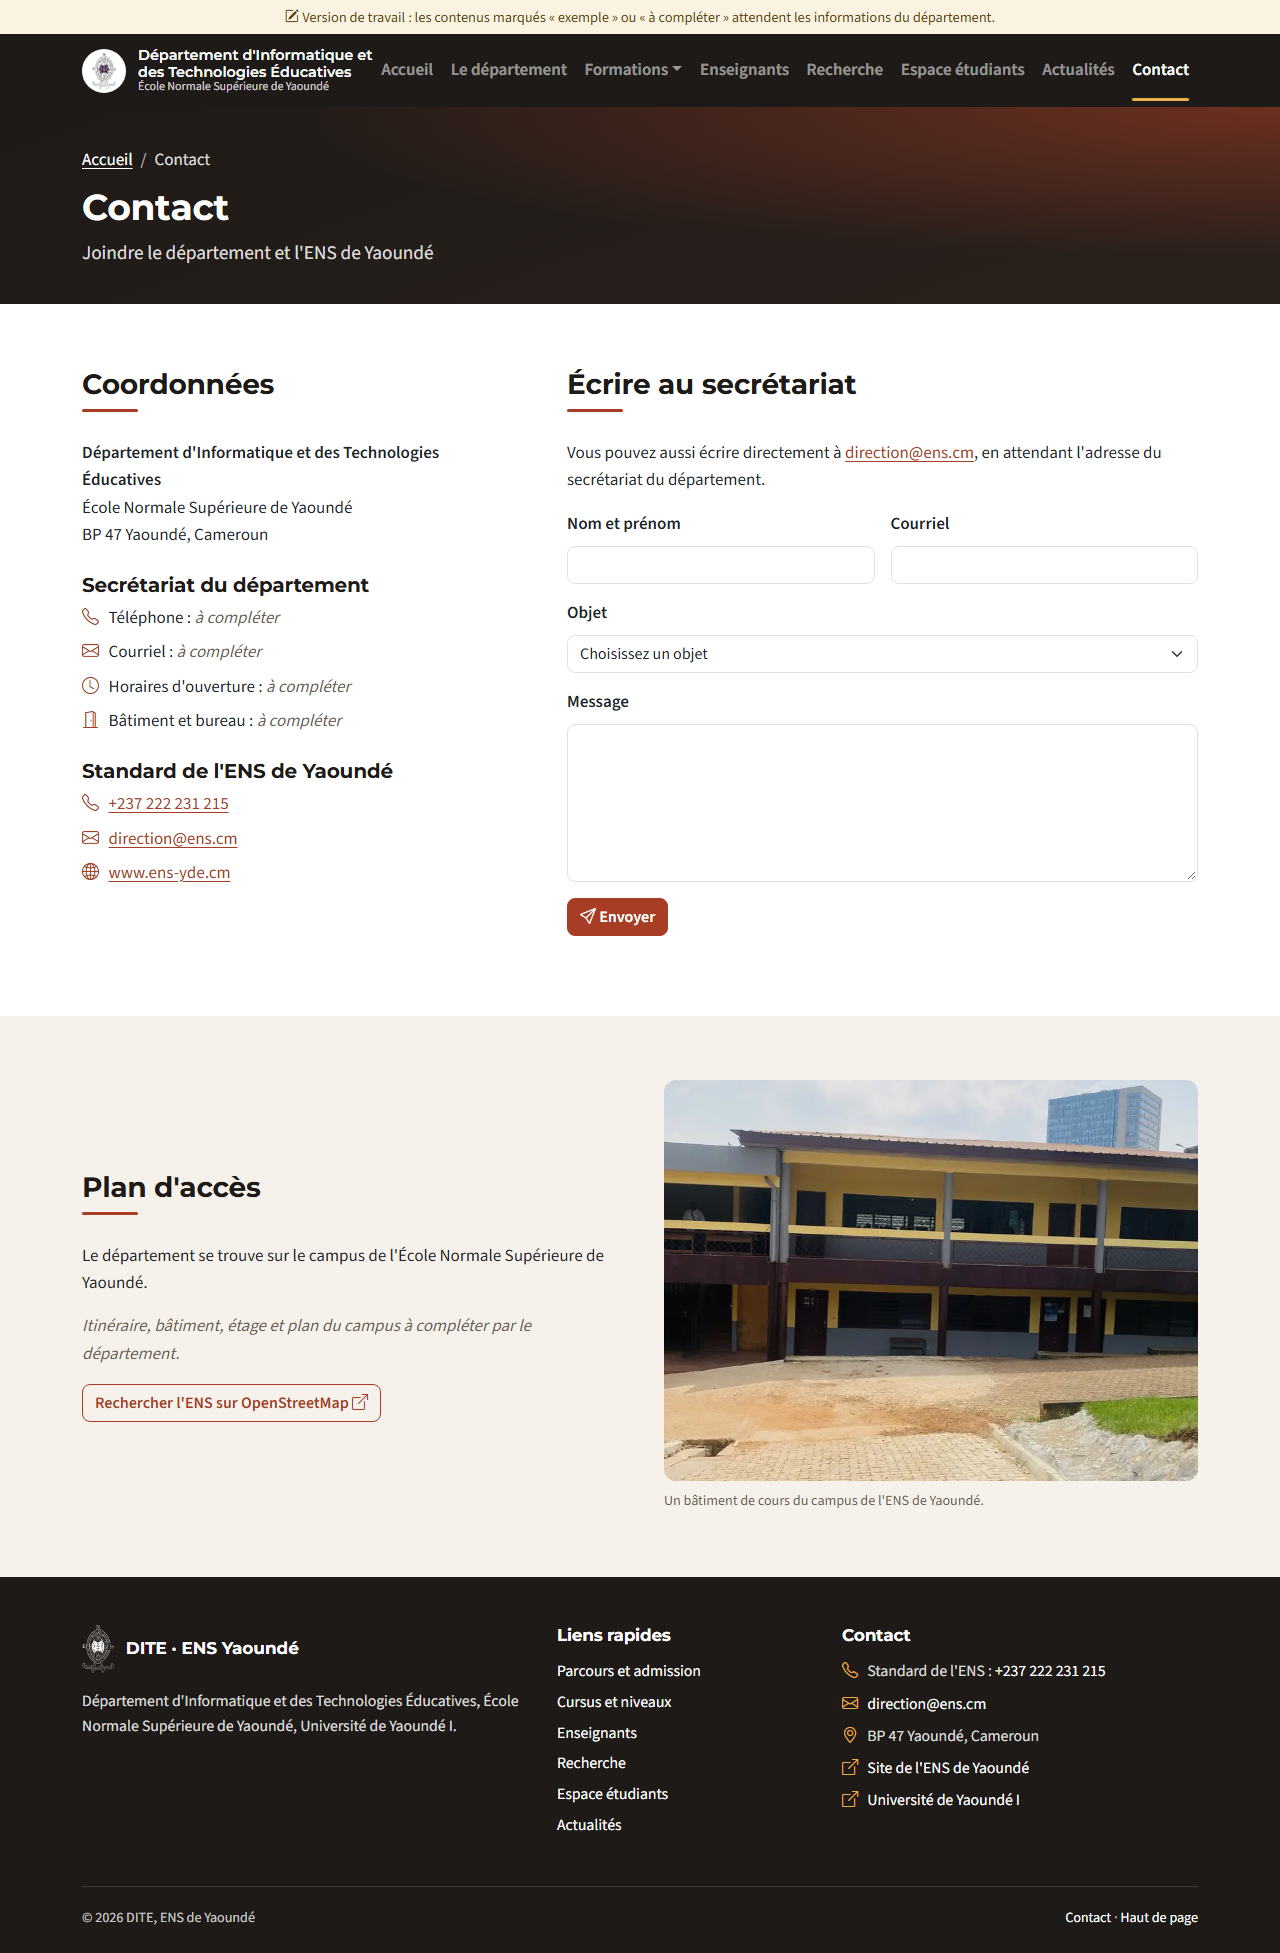 Version de travail : les contenus marqués « exemple » ou « à compléter » attendent les informations du département.
Département d'Informatique et
des Technologies Éducatives
École Normale Supérieure de Yaoundé
Accueil Le département Formations Enseignants Recherche Espace étudiants Actualités Contact
Accueil / Contact
Contact
Joindre le département et l'ENS de Yaoundé
Coordonnées
Département d'Informatique et des Technologies
Éducatives
École Normale Supérieure de Yaoundé
BP 47 Yaoundé, Cameroun
Secrétariat du département
Téléphone : à compléter
Courriel : à compléter
Horaires d'ouverture : à compléter
Bâtiment et bureau : à compléter
Standard de l'ENS de Yaoundé
+237 222 231 215
direction@ens.cm
www.ens-yde.cm
Écrire au secrétariat
Vous pouvez aussi écrire directement à direction@ens.cm, en attendant l'adresse du
secrétariat du département.
Nom et prénom Courriel
Objet
Choisissez un objet
Message
Envoyer
Plan d'accès
Le département se trouve sur le campus de l'École Normale Supérieure de
Yaoundé.
Itinéraire, bâtiment, étage et plan du campus à compléter par le
département.
Rechercher l'ENS sur OpenStreetMap
Un bâtiment de cours du campus de l'ENS de Yaoundé.
DITE · ENS Yaoundé
Département d'Informatique et des Technologies Éducatives, École
Normale Supérieure de Yaoundé, Université de Yaoundé I.
Liens rapides
Parcours et admission
Cursus et niveaux
Enseignants
Recherche
Espace étudiants
Actualités
Contact
Standard de l'ENS : +237 222 231 215
direction@ens.cm
BP 47 Yaoundé, Cameroun
Site de l'ENS de Yaoundé
Université de Yaoundé I
© 2026 DITE, ENS de Yaoundé
Contact · Haut de page